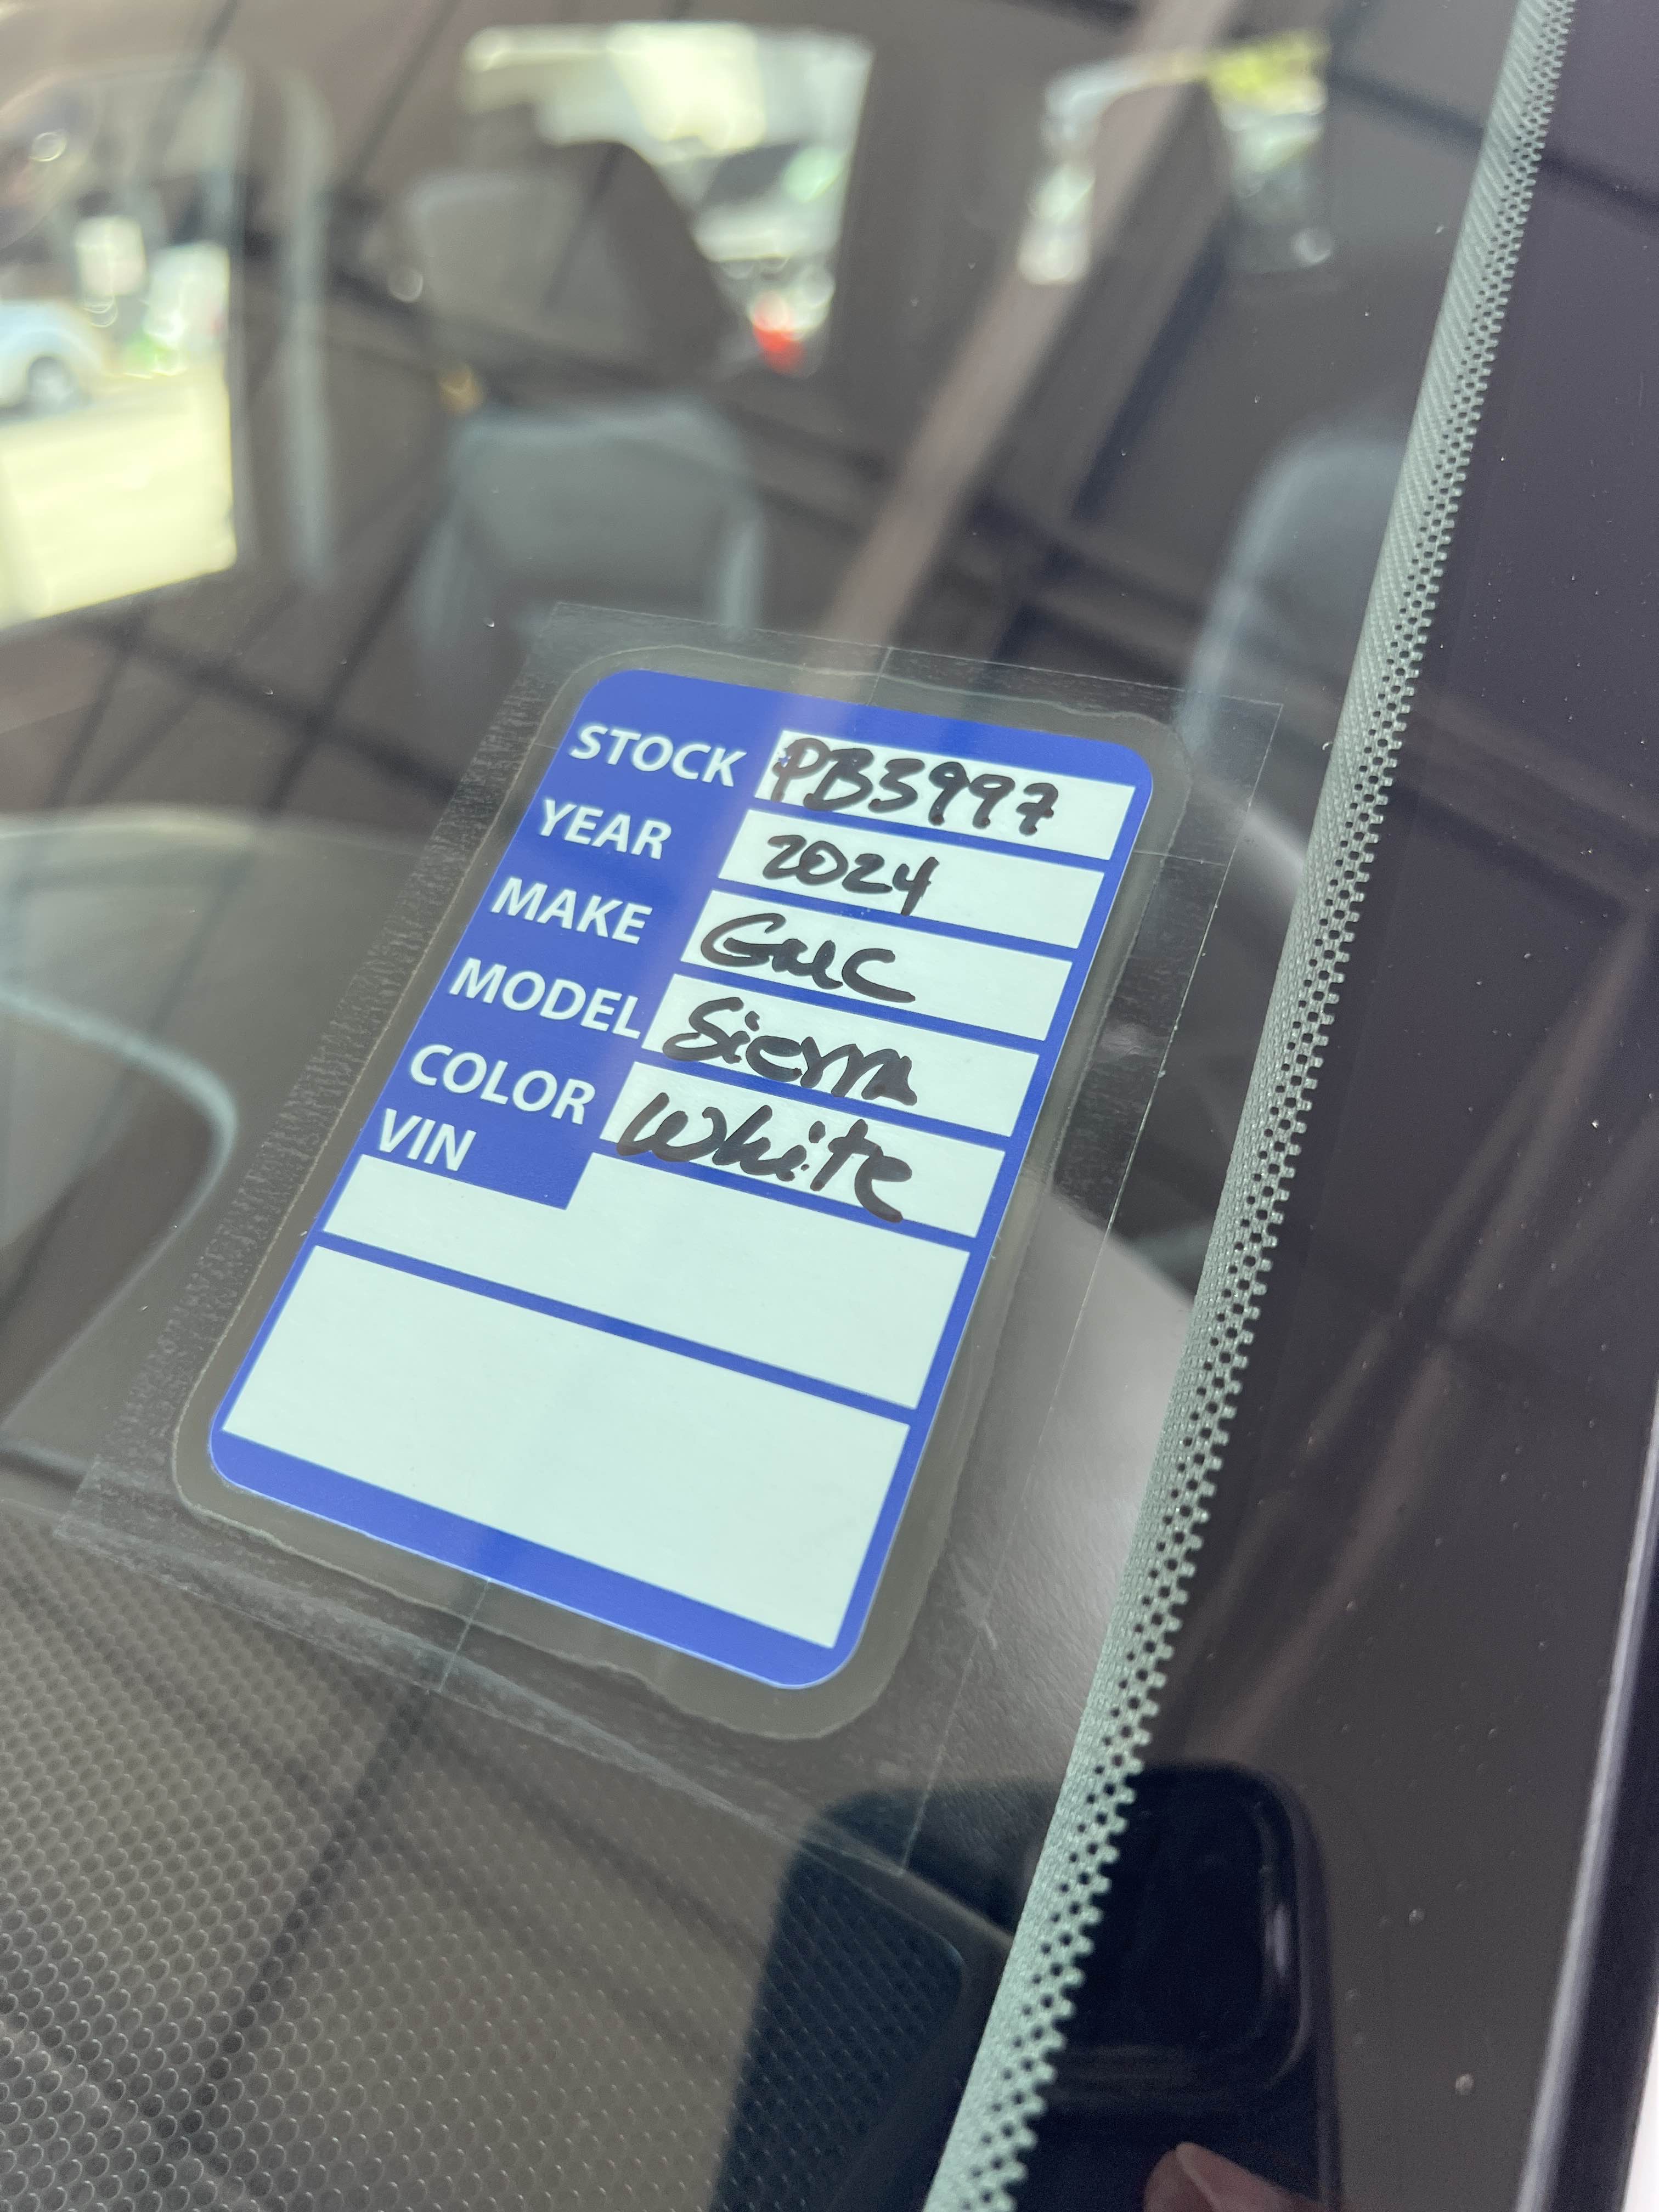 STOCK PB3997
YEAR 2024
MAKE GMC
MODEL Sierra
COLOR White
VIN